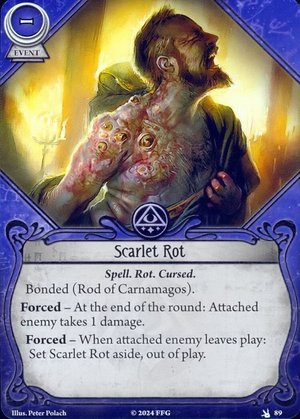 –
EVENT
Scarlet Rot
Spell. Rot. Cursed.
Bonded (Rod of Carnamagos).
Forced – At the end of the round: Attached
enemy takes 1 damage.
Forced – When attached enemy leaves play:
Set Scarlet Rot aside, out of play.
Illus. Peter Polach
© 2024 FFG
89